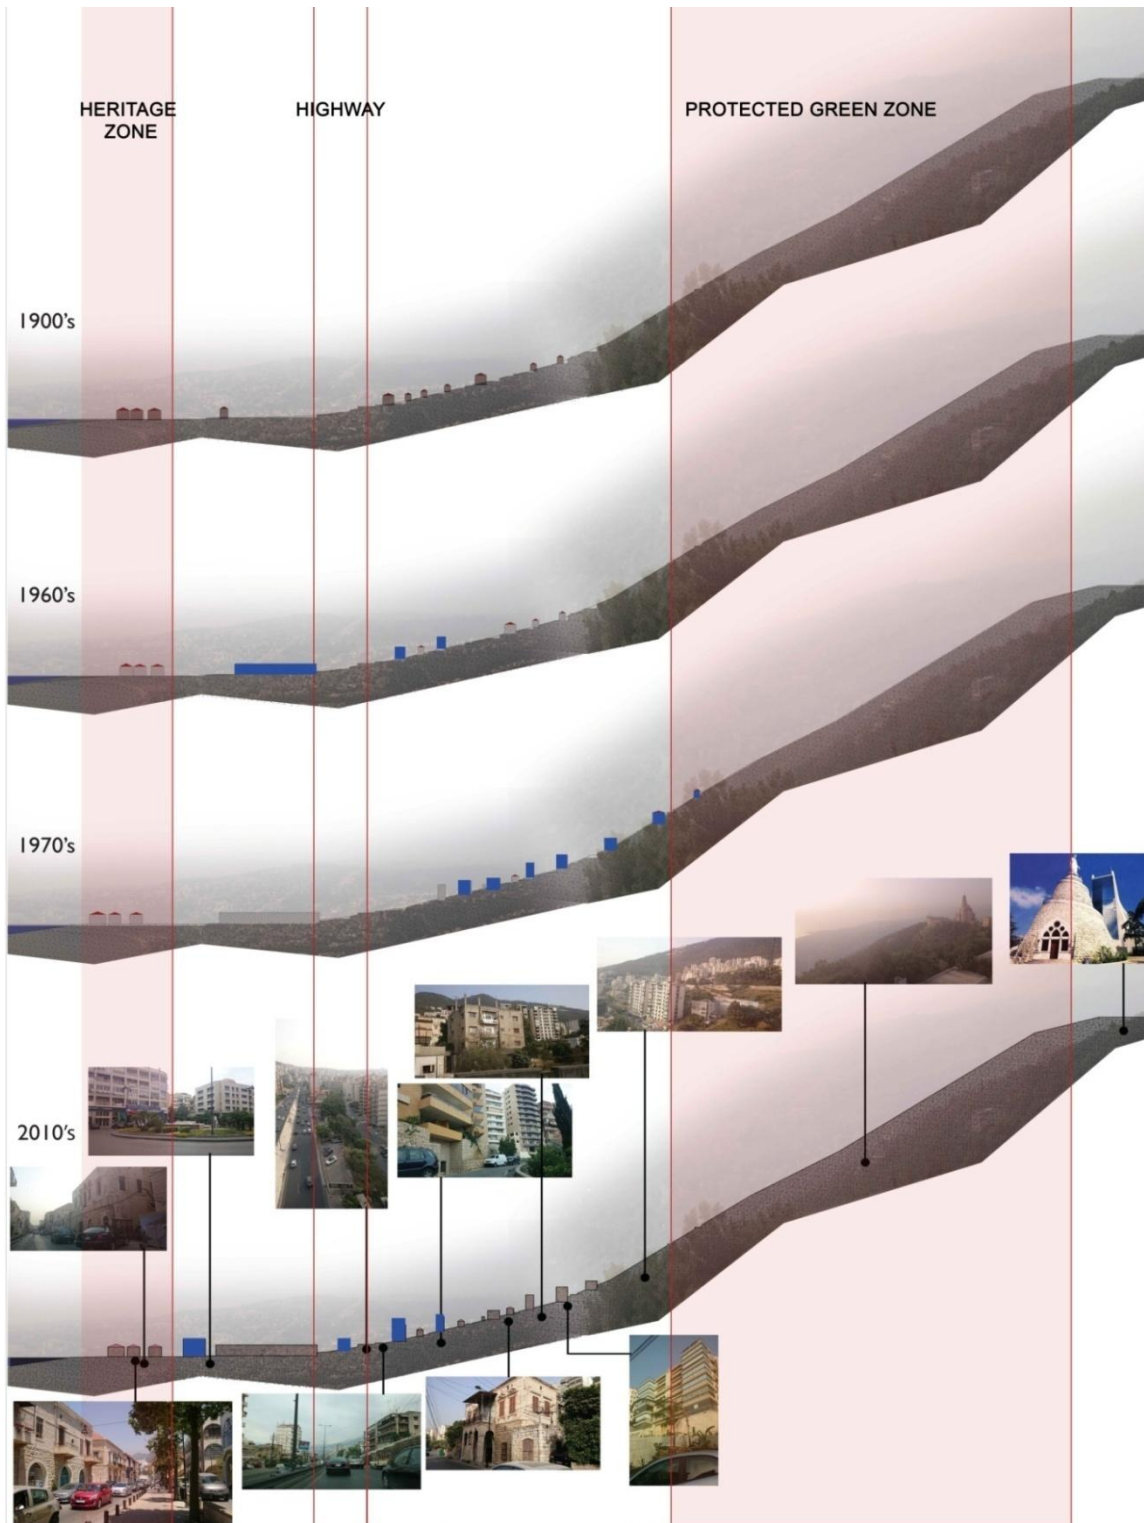 HERITAGE
ZONE
HIGHWAY
PROTECTED GREEN ZONE
1900's
1960's
1970's
2010's